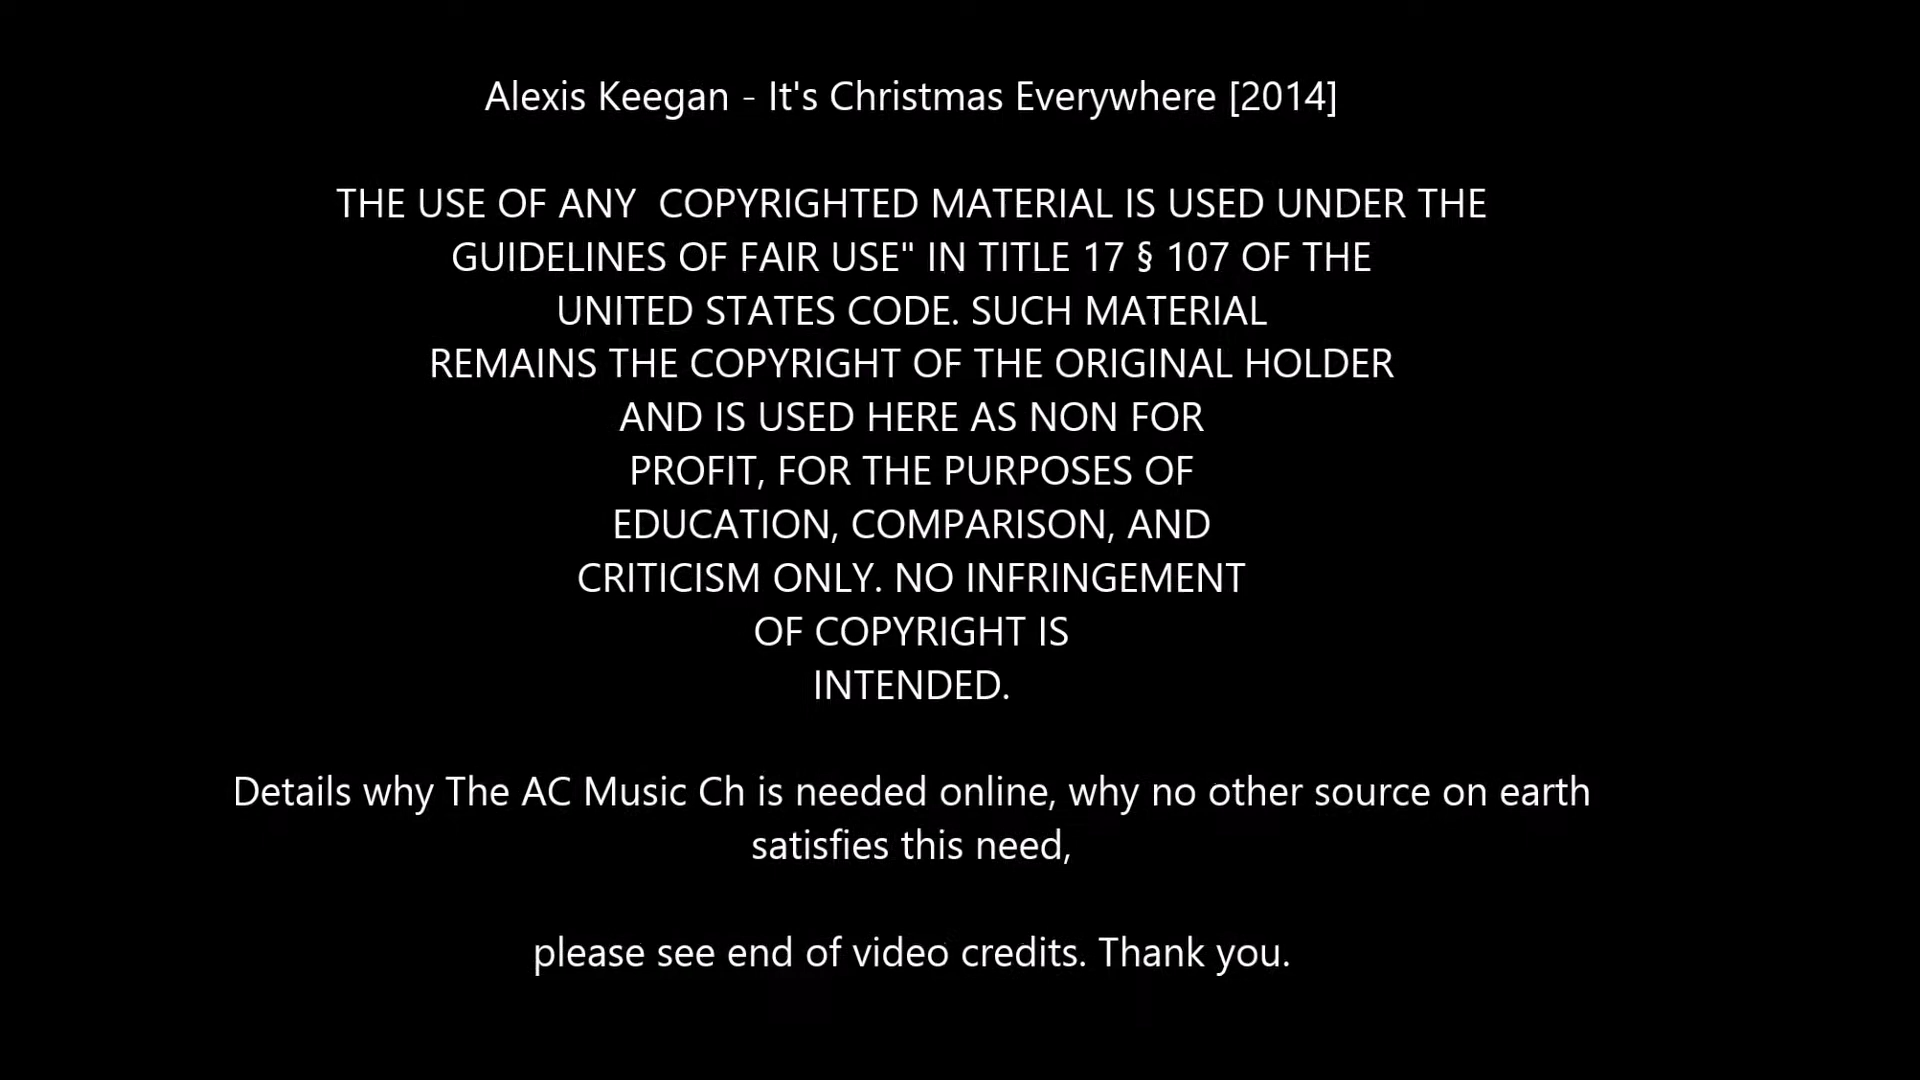 Alexis Keegan - It's Christmas Everywhere [2014]
THE USE OF ANY  COPYRIGHTED MATERIAL IS USED UNDER THE
GUIDELINES OF FAIR USE" IN TITLE 17 § 107 OF THE
UNITED STATES CODE. SUCH MATERIAL
REMAINS THE COPYRIGHT OF THE ORIGINAL HOLDER
AND IS USED HERE AS NON FOR
PROFIT, FOR THE PURPOSES OF
EDUCATION, COMPARISON, AND
CRITICISM ONLY. NO INFRINGEMENT
OF COPYRIGHT IS
INTENDED.
Details why The AC Music Ch is needed online, why no other source on earth
satisfies this need,
please see end of video credits. Thank you.